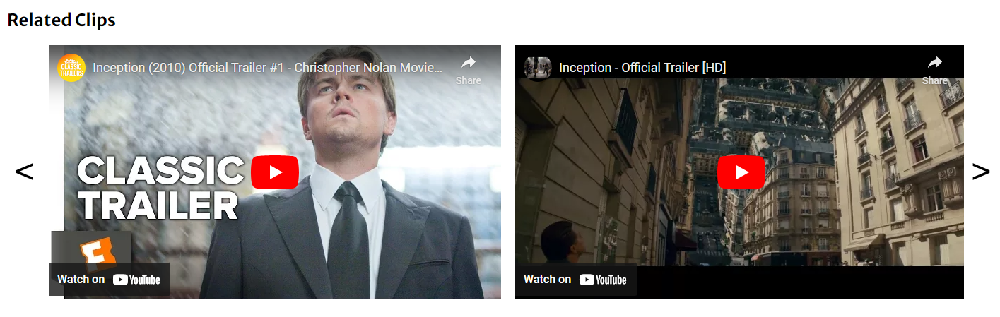 Related Clips
CLASSIC TRAILERS
Inception (2010) Official Trailer #1 - Christopher Nolan Movie...
Share
Inception - Official Trailer [HD]
Share
<
CLASSIC
TRAILER
>
Watch on YouTube
Watch on YouTube